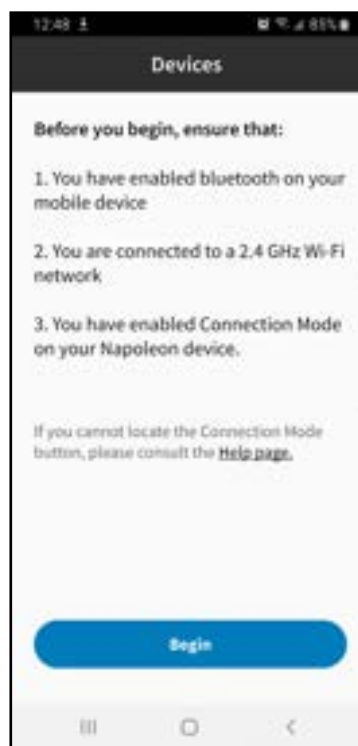 12:48
85%
Devices
Before you begin, ensure that:
1. You have enabled bluetooth on your
mobile device
2. You are connected to a 2.4 GHz Wi-Fi
network
3. You have enabled Connection Mode
on your Napoleon device.
If you cannot locate the Connection Mode
button, please consult the Help page.
Begin